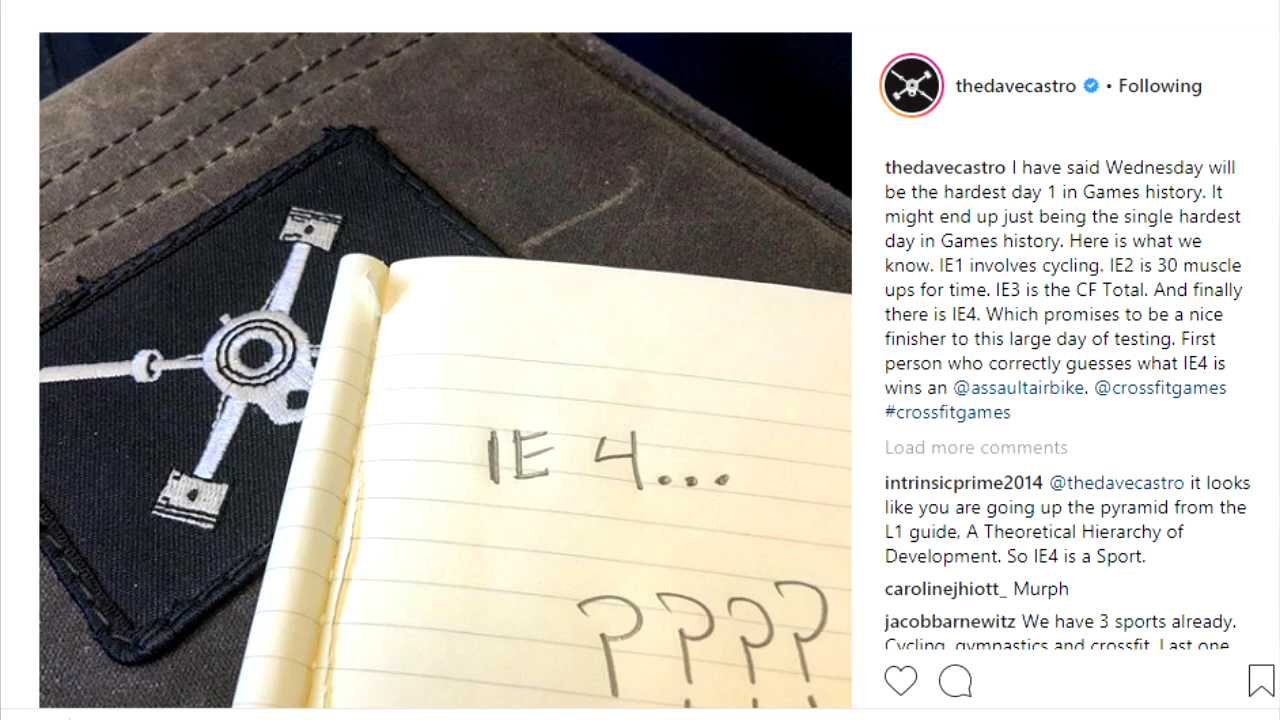 IE 4...
????
thedavecastro • Following
thedavecastro I have said Wednesday will
be the hardest day 1 in Games history. It
might end up just being the single hardest
day in Games history. Here is what we
know. IE1 involves cycling. IE2 is 30 muscle
ups for time. IE3 is the CF Total. And finally
there is IE4. Which promises to be a nice
finisher to this large day of testing. First
person who correctly guesses what IE4 is
wins an @assaultairbike. @crossfitgames
#crossfitgames
Load more comments
intrinsicprime2014 @thedavecastro it looks
like you are going up the pyramid from the
L1 guide, A Theoretical Hierarchy of
Development. So IE4 is a Sport.
carolinejhiott_ Murph
jacobbarnewitz We have 3 sports already.
Cycling, gymnastics and crossfit. Last one